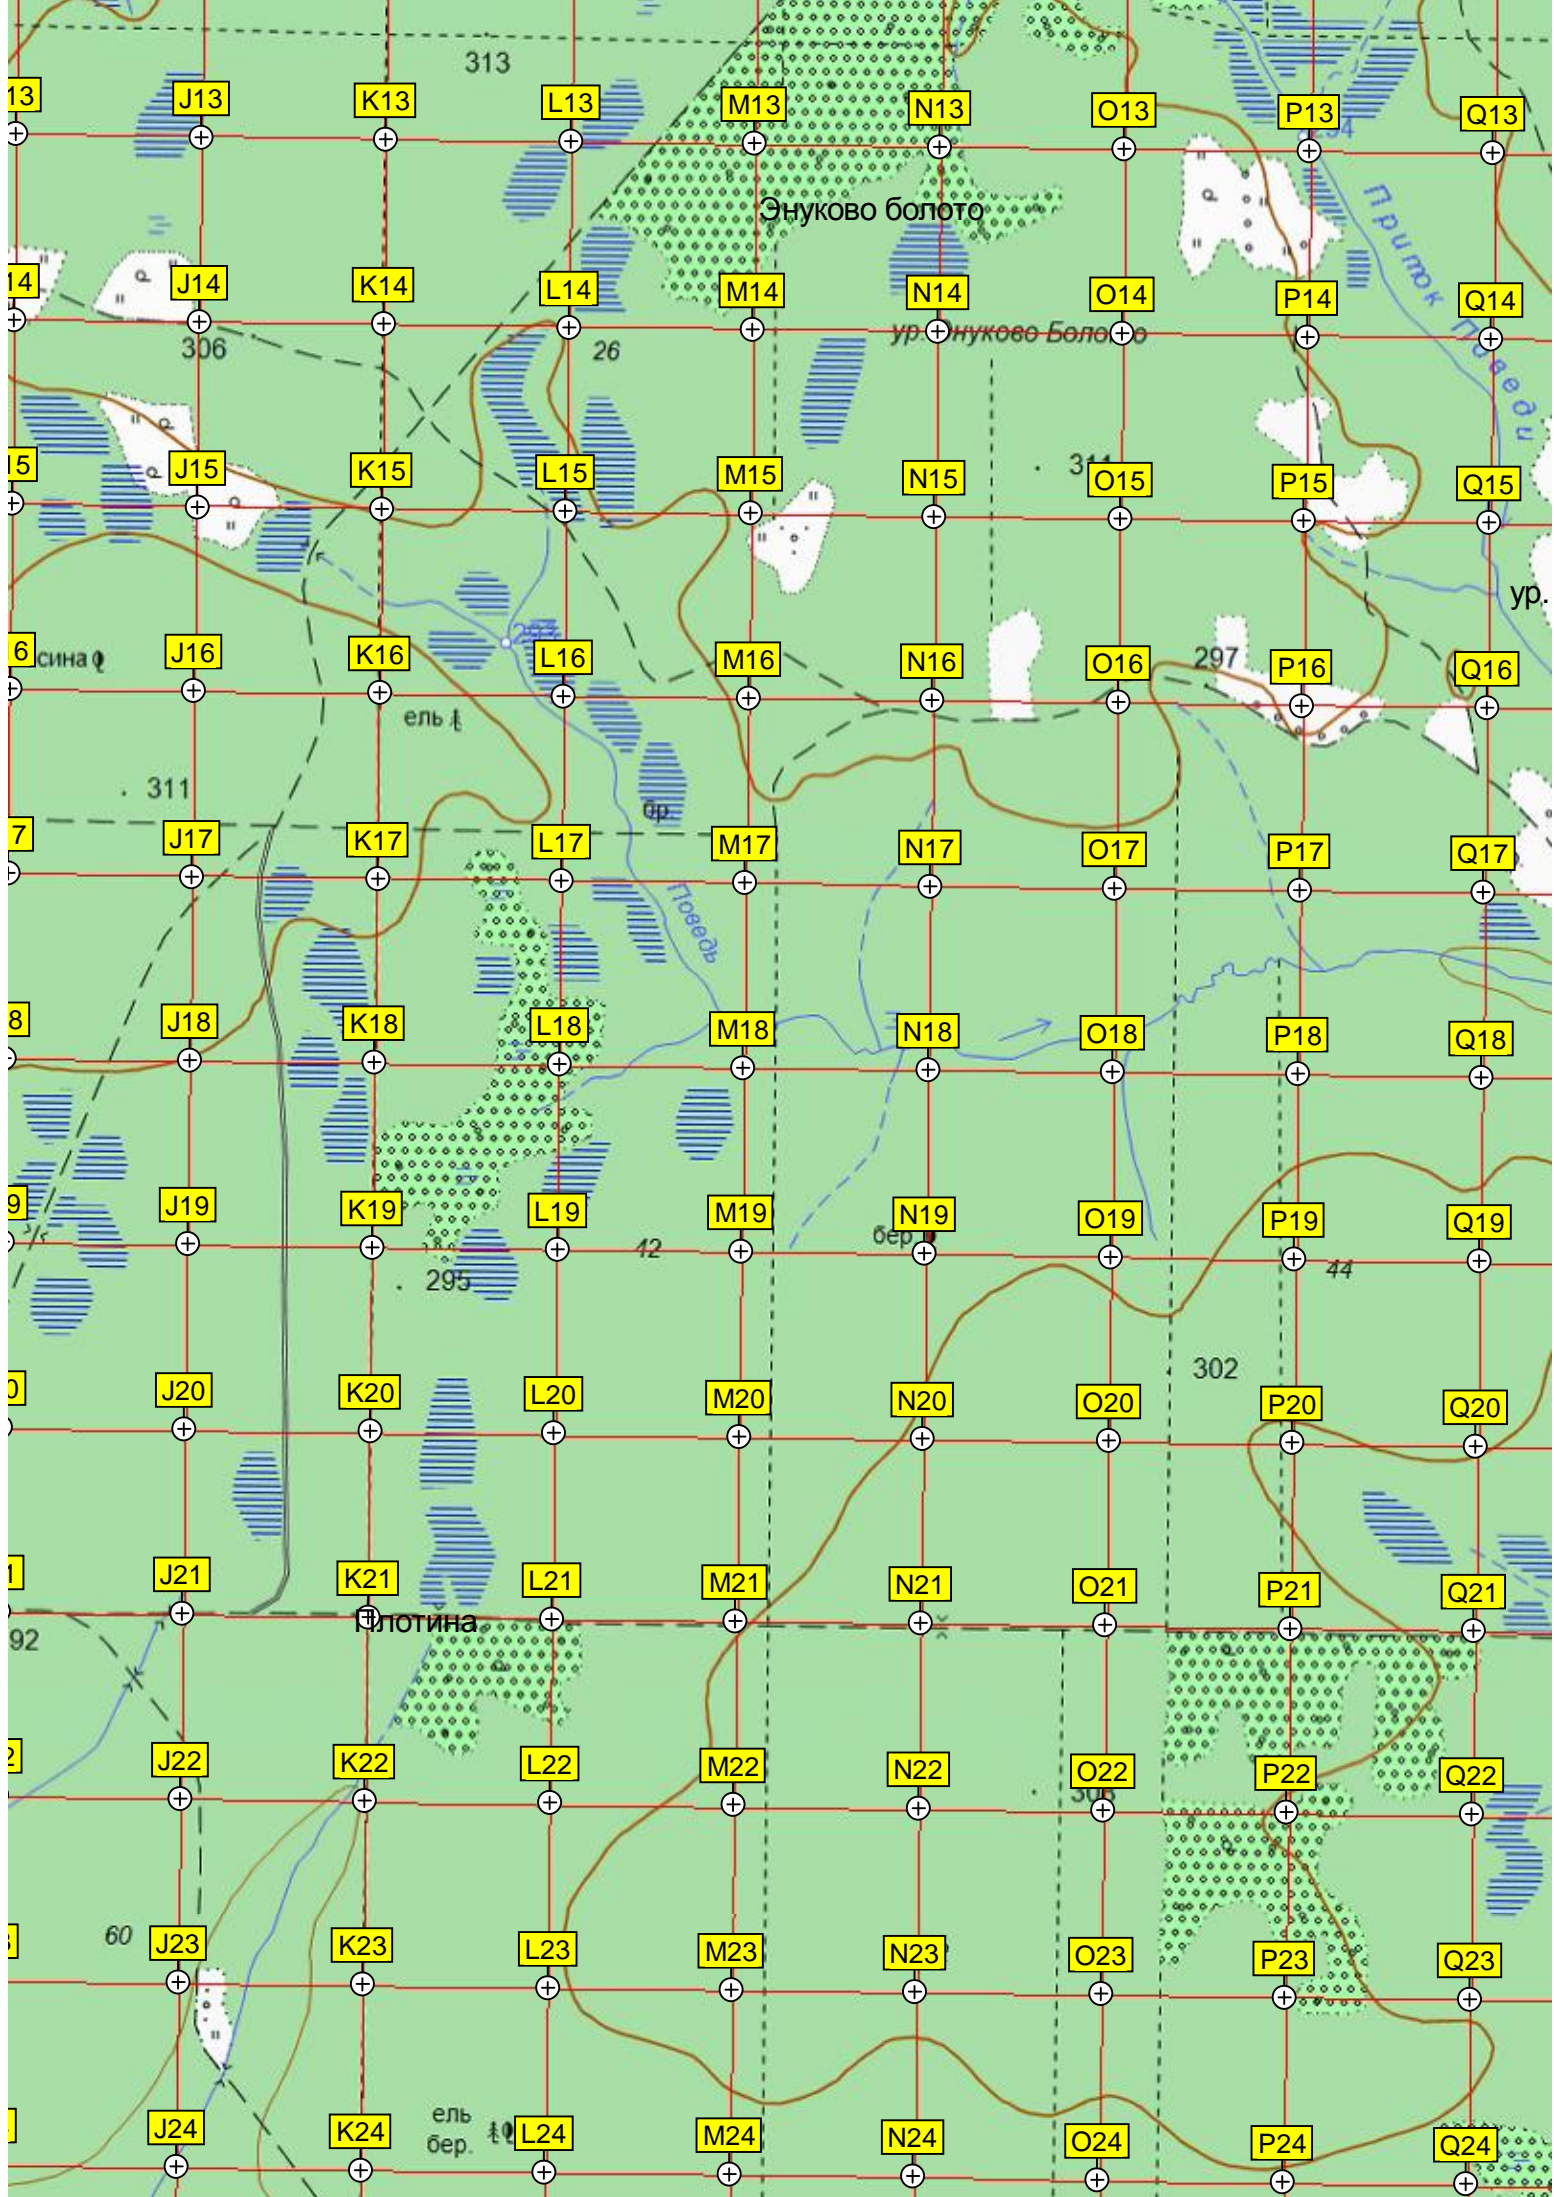 313
13 J13 K13 L13 M13 N13 O13 P13 Q13
Энуково болото
Приток Поведи
14 J14 K14 L14 M14 N14 O14 P14 Q14
306
26
15 J15 K15 L15 M15 N15 O15 P15 Q15
ур.
6 J16 K16 L16 M16 N16 O16 P16 Q16
сина
297
ель
311
бр.
7 J17 K17 L17 M17 N17 O17 P17 Q17
Поведь
8 J18 K18 L18 M18 N18 O18 P18 Q18
9 J19 K19 L19 M19 N19 O19 P19 Q19
бер.
42
44
295
302
0 J20 K20 L20 M20 N20 O20 P20 Q20
1 J21 K21 L21 M21 N21 O21 P21 Q21
Плотина
92
2 J22 K22 L22 M22 N22 O22 P22 Q22
60
3 J23 K23 L23 M23 N23 O23 P23 Q23
ель
бер.
J24 K24 L24 M24 N24 O24 P24 Q24